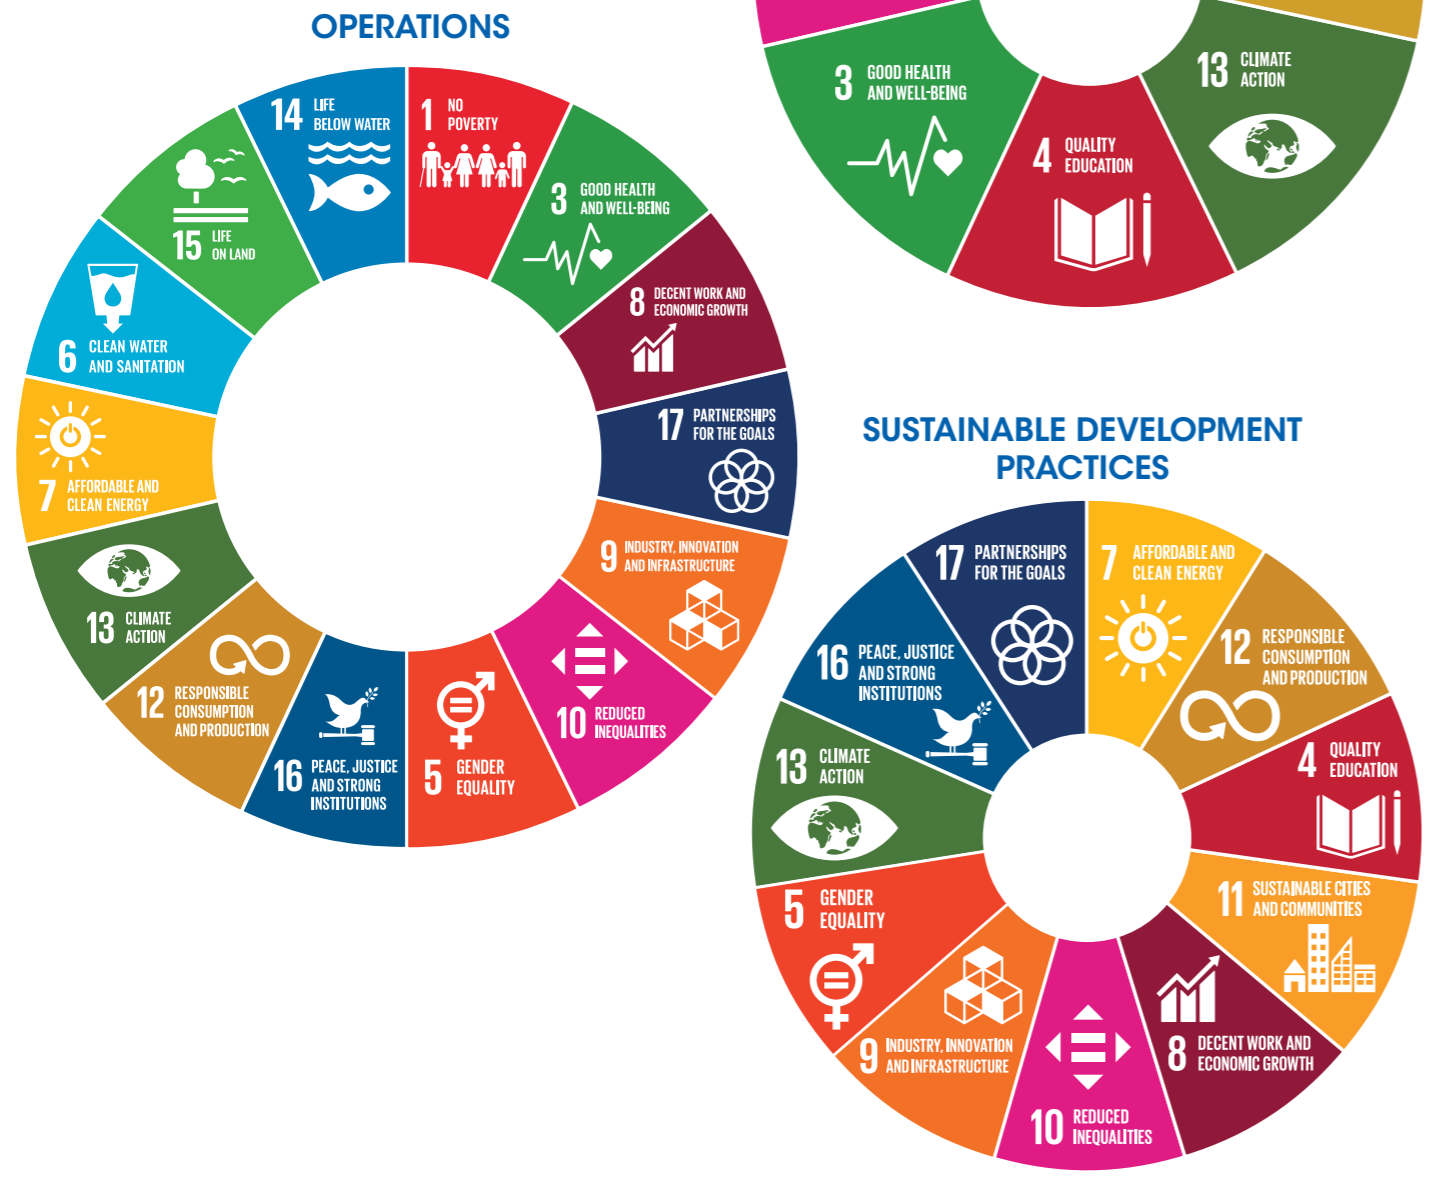 OPERATIONS
14 LIFE
BELOW WATER
1 NO
POVERTY
3 GOOD HEALTH
AND WELL-BEING
8 DECENT WORK AND
ECONOMIC GROWTH
17 PARTNERSHIPS
FOR THE GOALS
9 INDUSTRY, INNOVATION
AND INFRASTRUCTURE
10 REDUCED
INEQUALITIES
5 GENDER
EQUALITY
16 PEACE, JUSTICE
AND STRONG
INSTITUTIONS
12 RESPONSIBLE
CONSUMPTION
AND PRODUCTION
13 CLIMATE
ACTION
7 AFFORDABLE AND
CLEAN ENERGY
6 CLEAN WATER
AND SANITATION
15 LIFE
ON LAND
3 GOOD HEALTH
AND WELL-BEING
4 QUALITY
EDUCATION
13 CLIMATE
ACTION
SUSTAINABLE DEVELOPMENT
PRACTICES
17 PARTNERSHIPS
FOR THE GOALS
7 AFFORDABLE AND
CLEAN ENERGY
12 RESPONSIBLE
CONSUMPTION
AND PRODUCTION
4 QUALITY
EDUCATION
11 SUSTAINABLE CITIES
AND COMMUNITIES
8 DECENT WORK AND
ECONOMIC GROWTH
10 REDUCED
INEQUALITIES
9 INDUSTRY, INNOVATION
AND INFRASTRUCTURE
5 GENDER
EQUALITY
13 CLIMATE
ACTION
16 PEACE, JUSTICE
AND STRONG
INSTITUTIONS